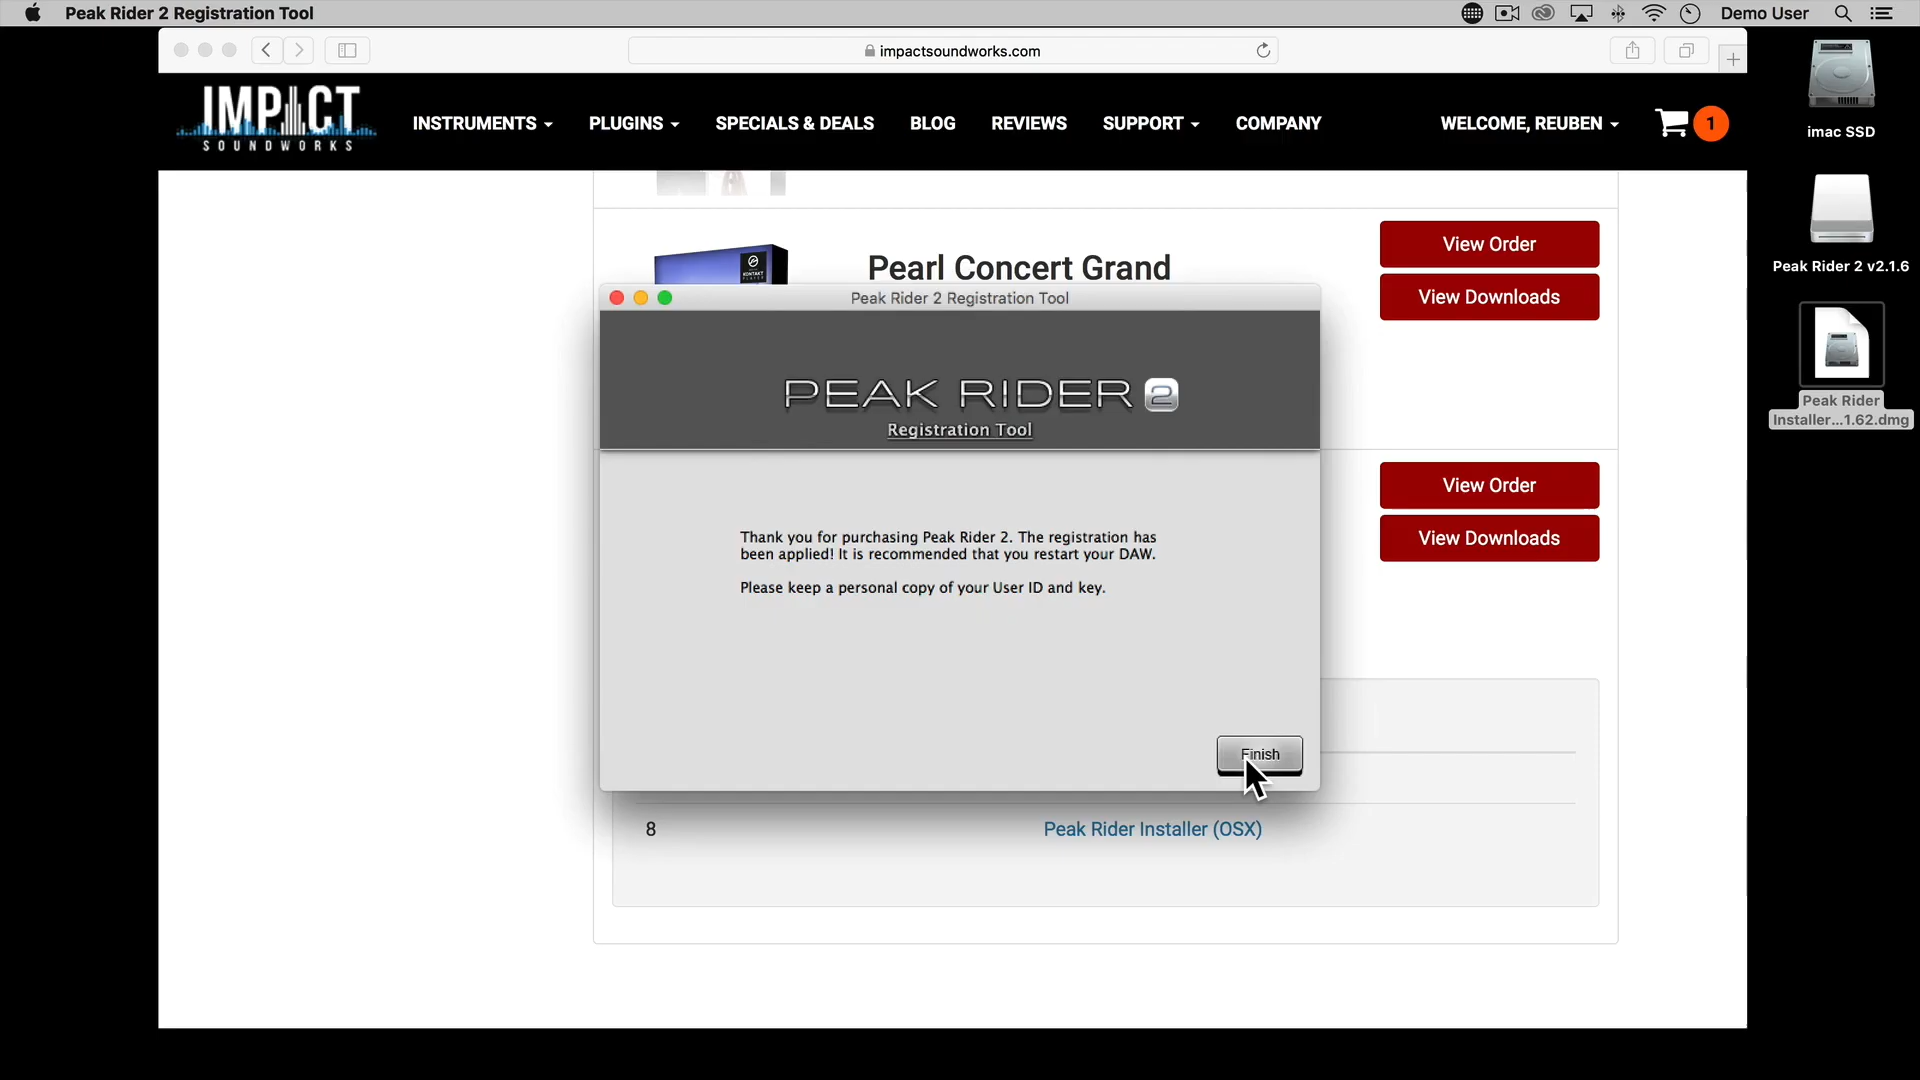 Peak Rider 2 Registration Tool
Demo User
impactsoundworks.com
imac SSD
IMPACT
SOUNDWORKS
INSTRUMENTS
PLUGINS
SPECIALS & DEALS
BLOG
REVIEWS
SUPPORT
COMPANY
WELCOME, REUBEN
1
Peak Rider 2 v2.1.6
Peak Rider
Installer...1.62.dmg
KONTAKT
Pearl Concert Grand
View Order
View Downloads
Peak Rider 2 Registration Tool
PEAK RIDER 2
Registration Tool
View Order
View Downloads
Thank you for purchasing Peak Rider 2. The registration has
been applied! It is recommended that you restart your DAW.
Please keep a personal copy of your User ID and key.
Finish
8
Peak Rider Installer (OSX)